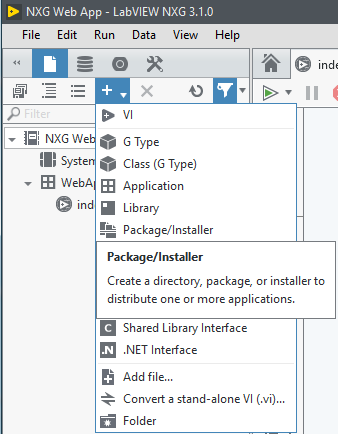 NXG Web App - LabVIEW NXG 3.1.0
File Edit Run Data View Help
inde
Filter
VI
NXG Web
G Type
System
Class (G Type)
WebApp
Application
inde
Library
Package/Installer
Package/Installer
Create a directory, package, or installer to
distribute one or more applications.
C Shared Library Interface
.N .NET Interface
Add file...
Convert a stand-alone VI (.vi)...
Folder